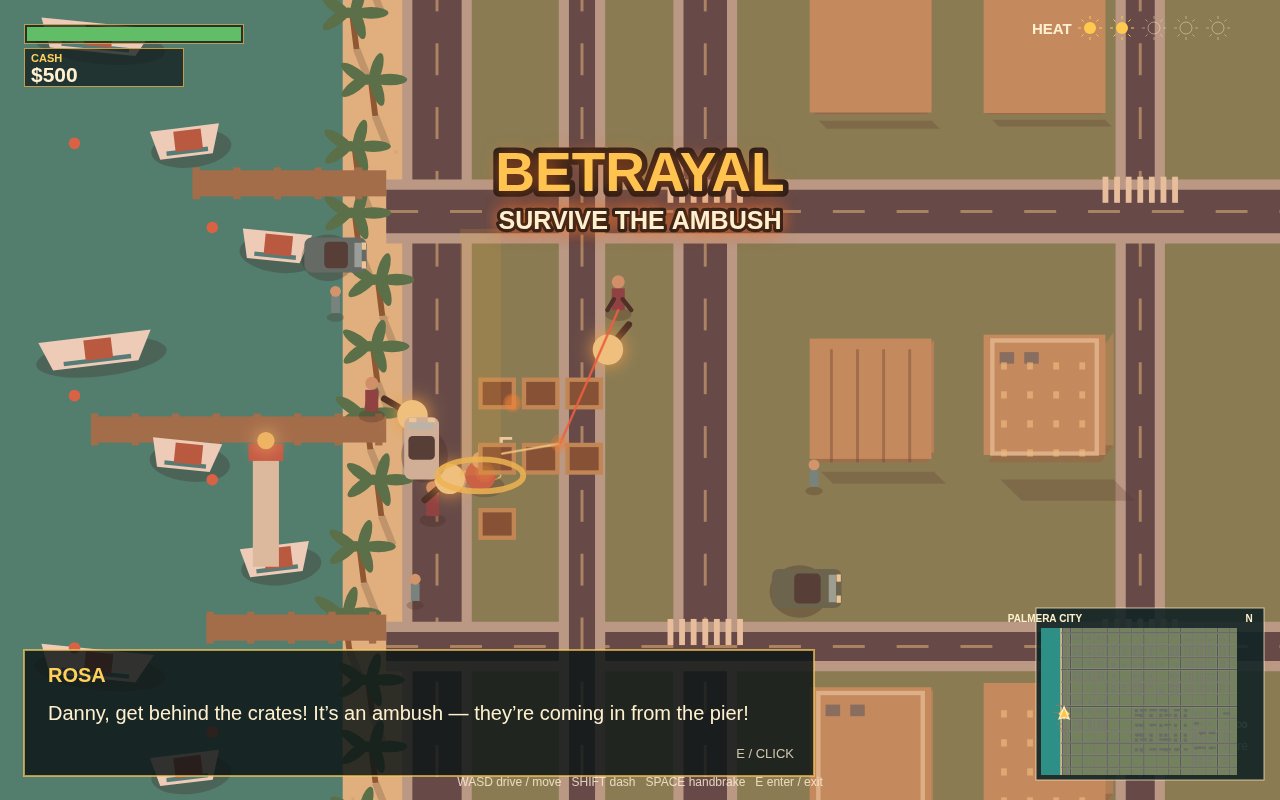 CASH
$500
HEAT
BETRAYAL
SURVIVE THE AMBUSH
PALMERA CITY
N
ROSA
Danny, get behind the crates! It’s an ambush — they’re coming in from the pier!
E / CLICK
WASD drive / move SHIFT dash SPACE handbrake E enter / exit